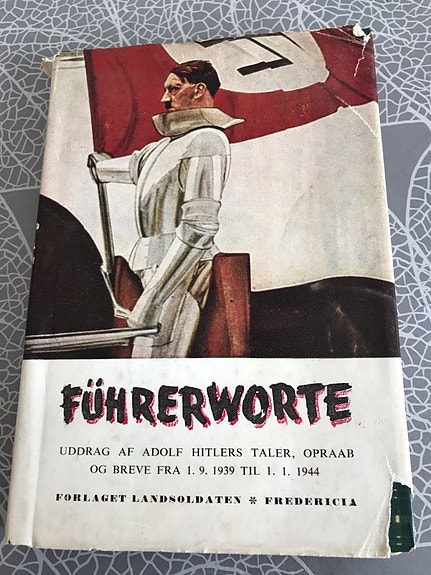 FÜHRERWORTE
UDDRAG AF ADOLF HITLERS TALER, OPRAAB
OG BREVE FRA 1. 9. 1939 TIL 1. 1. 1944
FORLAGET LANDSOLDATEN * FREDERICIA